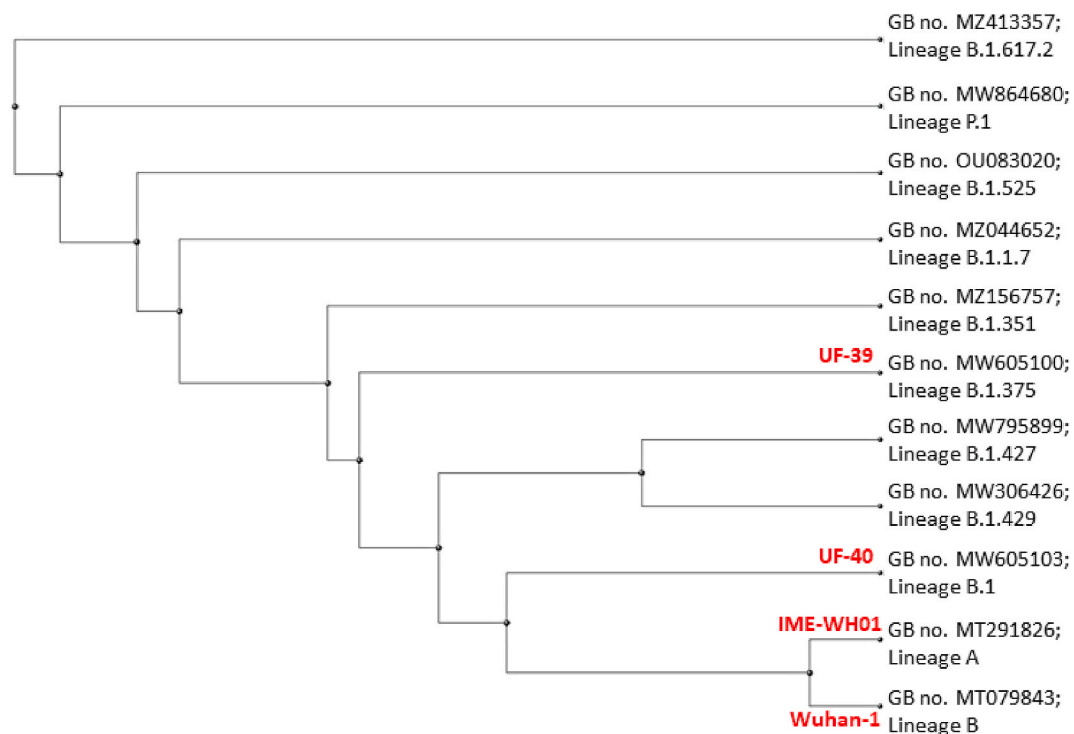 GB no. MZ413357;
Lineage B.1.617.2
GB no. MW864680;
Lineage P.1
GB no. OU083020;
Lineage B.1.525
GB no. MZ044652;
Lineage B.1.1.7
GB no. MZ156757;
Lineage B.1.351
UF-39
GB no. MW605100;
Lineage B.1.375
GB no. MW795899;
Lineage B.1.427
GB no. MW306426;
Lineage B.1.429
UF-40
GB no. MW605103;
Lineage B.1
IME-WH01
GB no. MT291826;
Lineage A
GB no. MT079843;
Wuhan-1
Lineage B